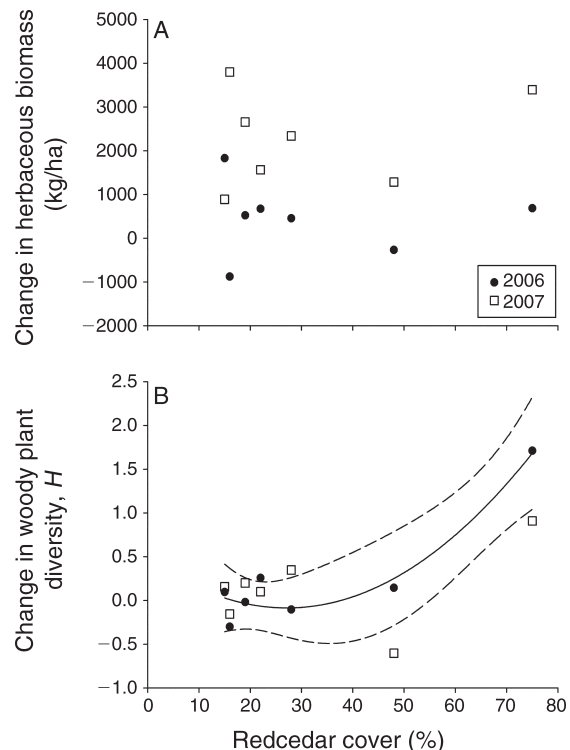 A
5000
4000
3000
2000
1000
0
−1000
−2000
Change in herbaceous biomass
(kg/ha)
2006
2007
B
2.5
2.0
1.5
1.0
0.5
0.0
−0.5
−1.0
Change in woody plant
diversity, H
0 10 20 30 40 50 60 70 80
Redcedar cover (%)